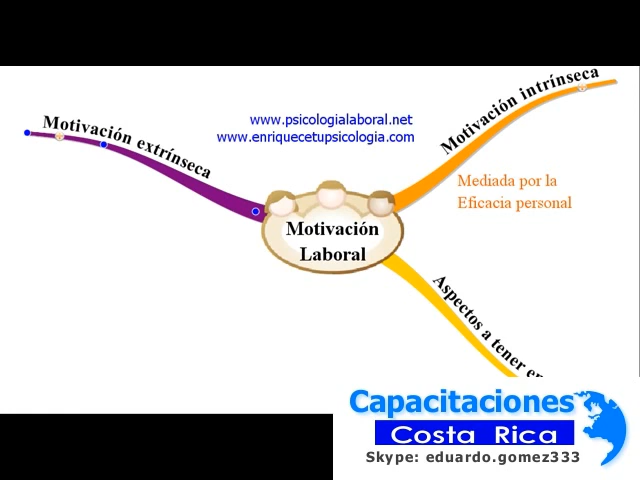 www.psicologialaboral.net
www.enriquecetupsicologia.com
Motivación extrínseca
Motivación intrínseca
Mediada por la
Eficacia personal
Motivación
Laboral
Aspectos a tener
Capacitaciones
Costa Rica
Skype: eduardo.gomez333